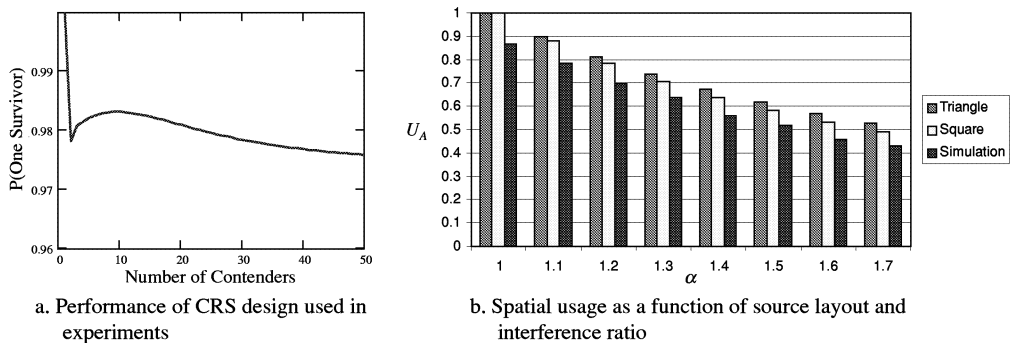 P(One Survivor)
0.99
0.98
0.97
0.96
0 10 20 30 40 50
Number of Contenders
a. Performance of CRS design used in
experiments
U_A
1
0.9
0.8
0.7
0.6
0.5
0.4
0.3
0.2
0.1
0
1 1.1 1.2 1.3 1.4 1.5 1.6 1.7
α
Triangle
Square
Simulation
b. Spatial usage as a function of source layout and
interference ratio